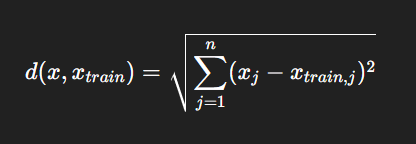 d(x, x_{train}) = \sqrt{\sum_{j=1}^{n} (x_j - x_{train,j})^2}